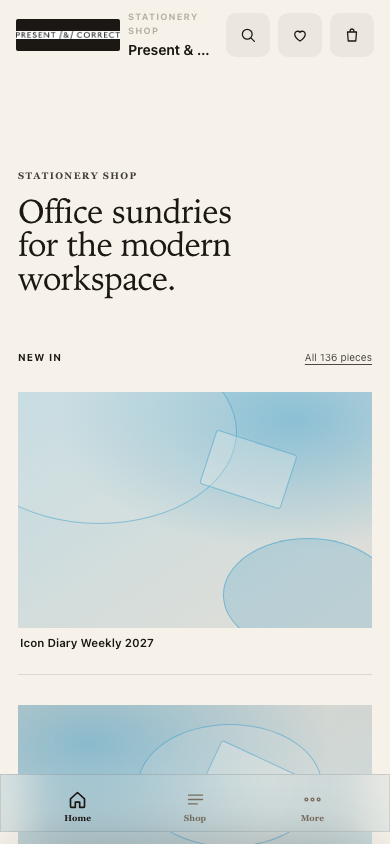 PRESENT /&/ CORRECT
STATIONERY
SHOP
Present & ...
STATIONERY SHOP
Office sundries
for the modern
workspace.
NEW IN
All 136 pieces
Icon Diary Weekly 2027
Home
Shop
More